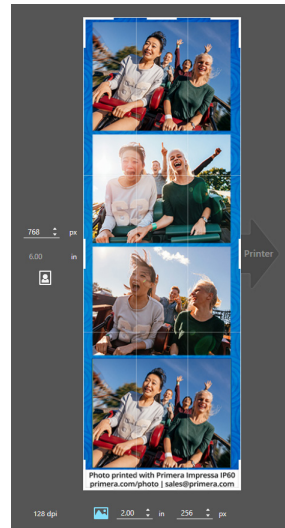 768 px
6.00 in
Printer
Photo printed with Primera Impressa IP60
primera.com/photo | sales@primera.com
128 dpi 2.00 in 256 px